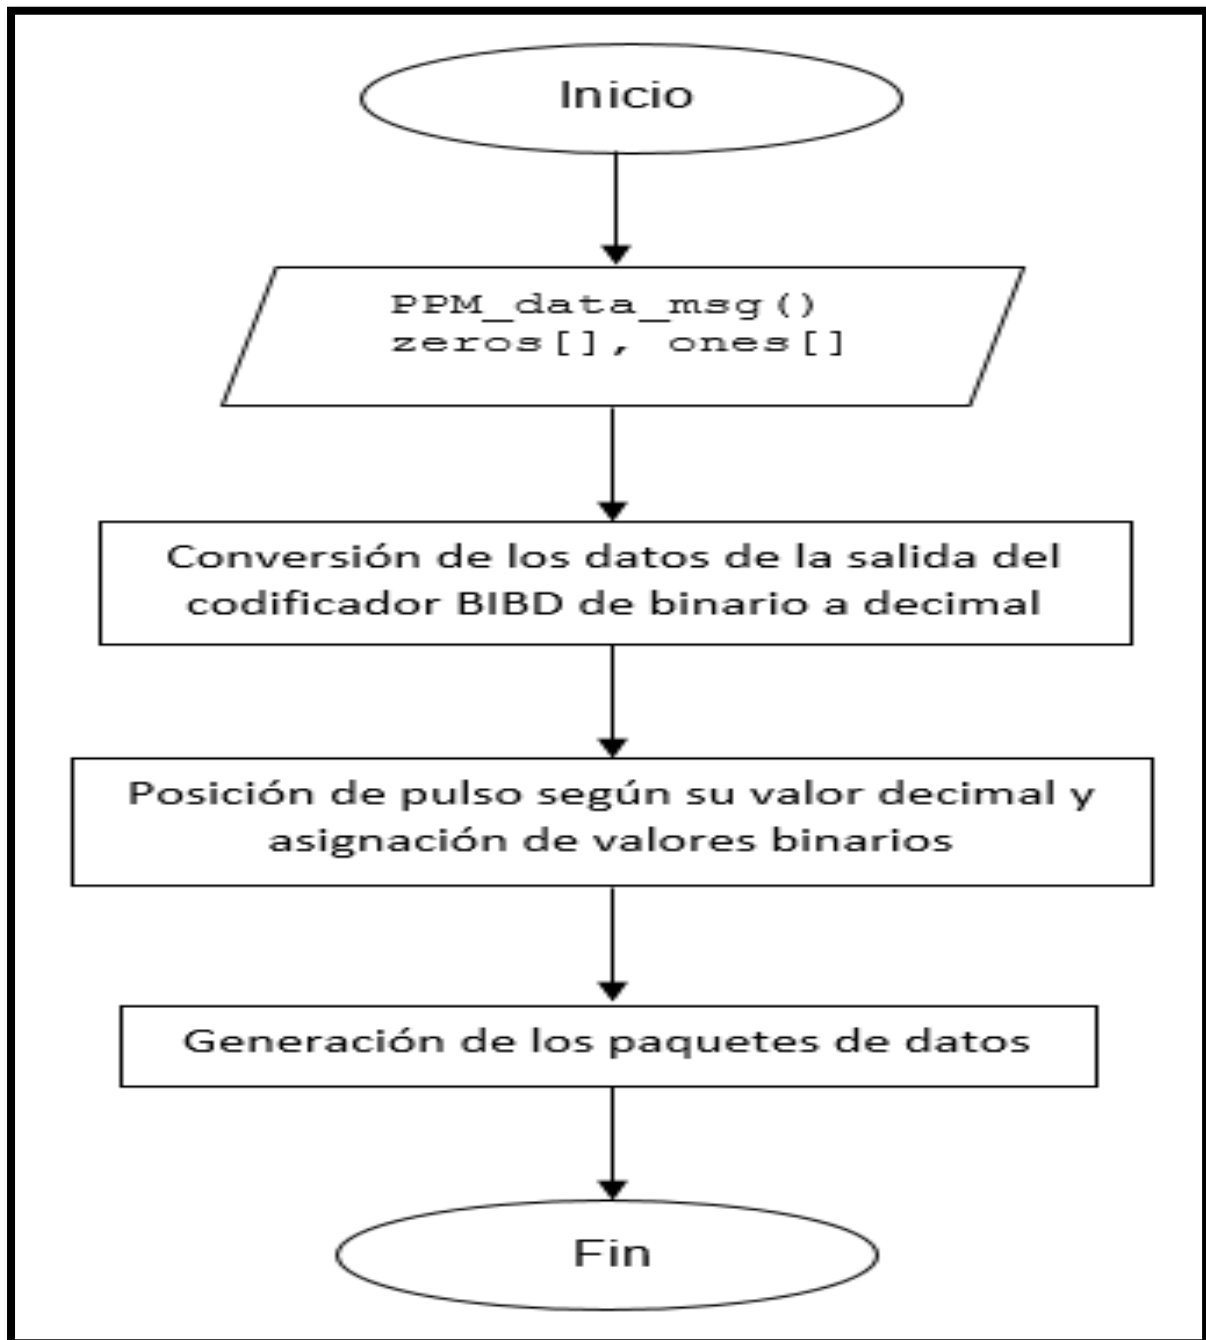 Inicio
PPM_data_msg()
zeros[], ones[]
Conversión de los datos de la salida del
codificador BIBD de binario a decimal
Posición de pulso según su valor decimal y
asignación de valores binarios
Generación de los paquetes de datos
Fin